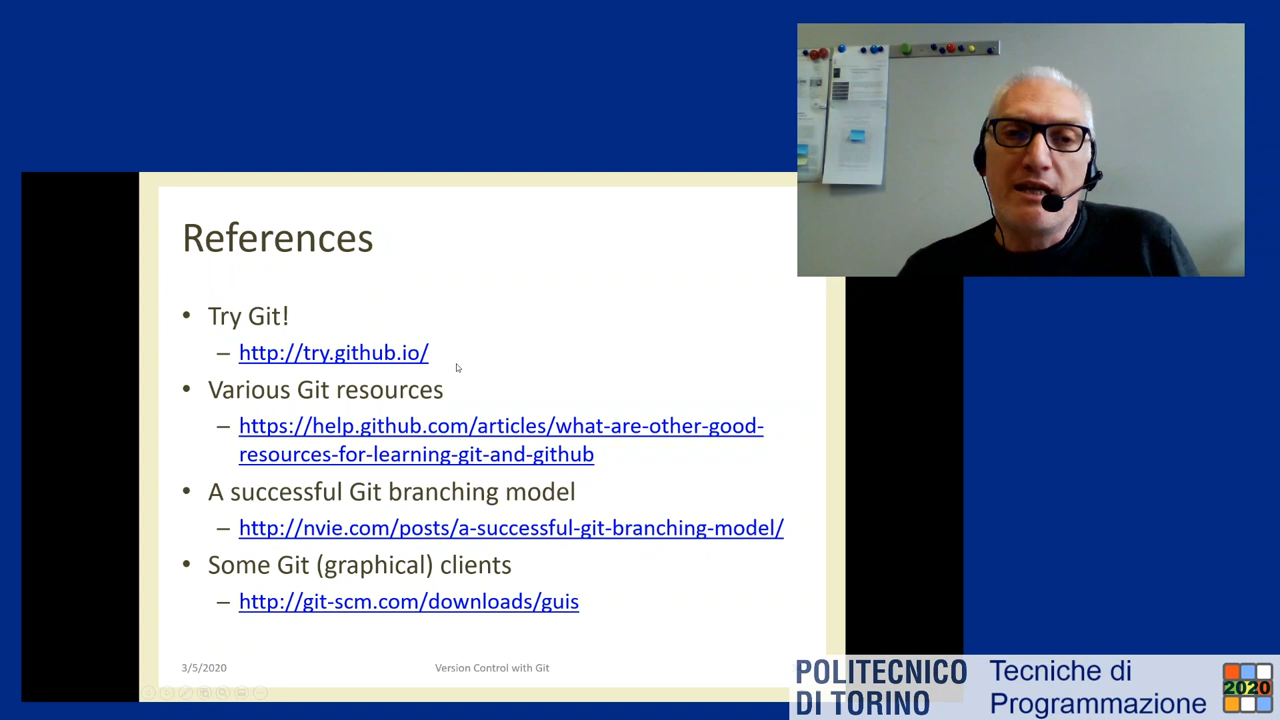 References
• Try Git!
– http://try.github.io/
• Various Git resources
– https://help.github.com/articles/what-are-other-good-
resources-for-learning-git-and-github
• A successful Git branching model
– http://nvie.com/posts/a-successful-git-branching-model/
• Some Git (graphical) clients
– http://git-scm.com/downloads/guis
3/5/2020
Version Control with Git
POLITECNICO
DI TORINO
Tecniche di
Programmazione
2020